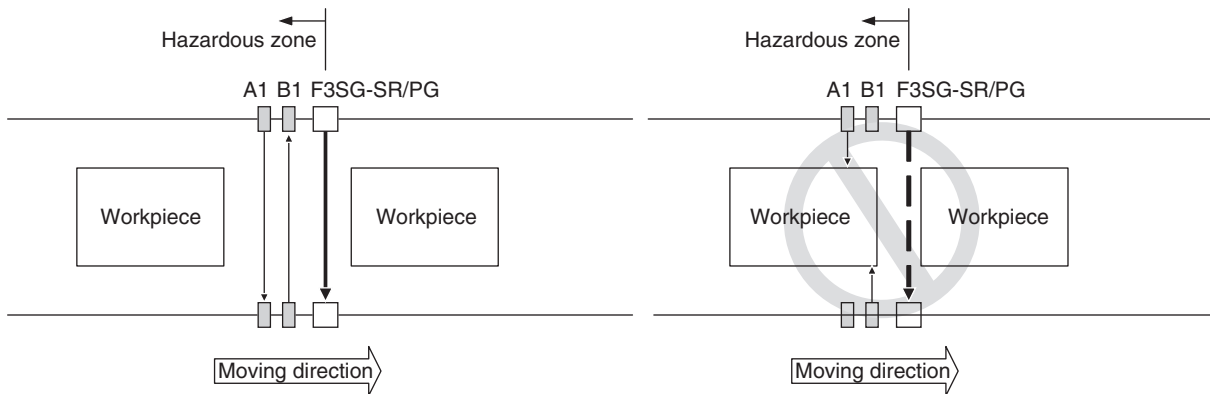 Hazardous zone
A1 B1 F3SG-SR/PG
Workpiece Workpiece
Moving direction
Hazardous zone
A1 B1 F3SG-SR/PG
Workpiece Workpiece
Moving direction